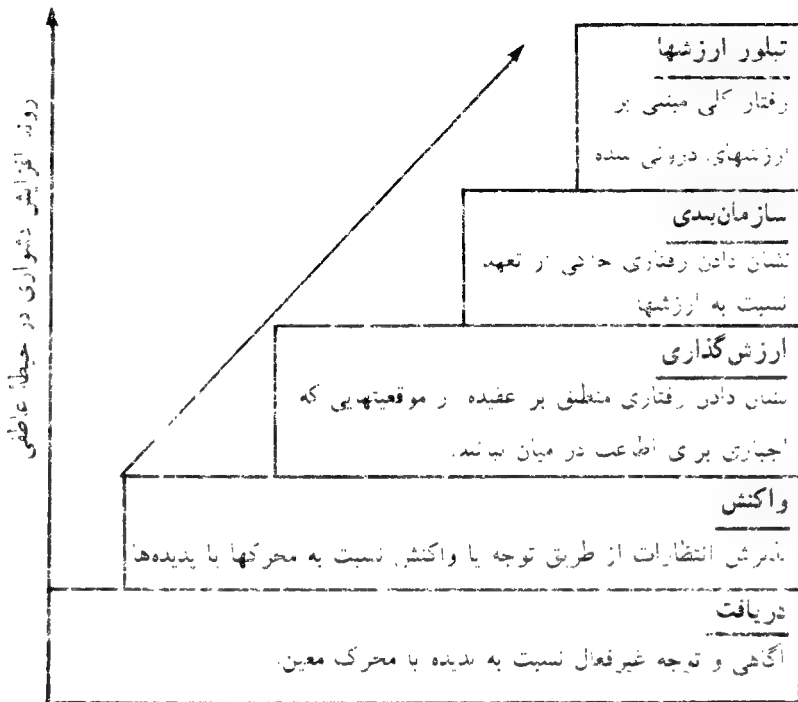 تبلور ارزشها
رفتار کلی مبتنی بر
ارزشهای درونی شده
سازمان‌بندی
نشان دادن رفتاری حاکی از تعهد
نسبت به ارزشها
ارزش‌گذاری
نشان دادن رفتاری منطبق بر عقیده در موقعیتهایی که
اجباری برای اطاعت در میان نباشد.
واکنش
پذیرش انتظارات از طریق توجه یا واکنش نسبت به محرکها یا پدیده‌ها
دریافت
آگاهی و توجه غیرفعال نسبت به پدیده یا محرک معین.
روند افزایش دشواری در حیطهٔ عاطفی